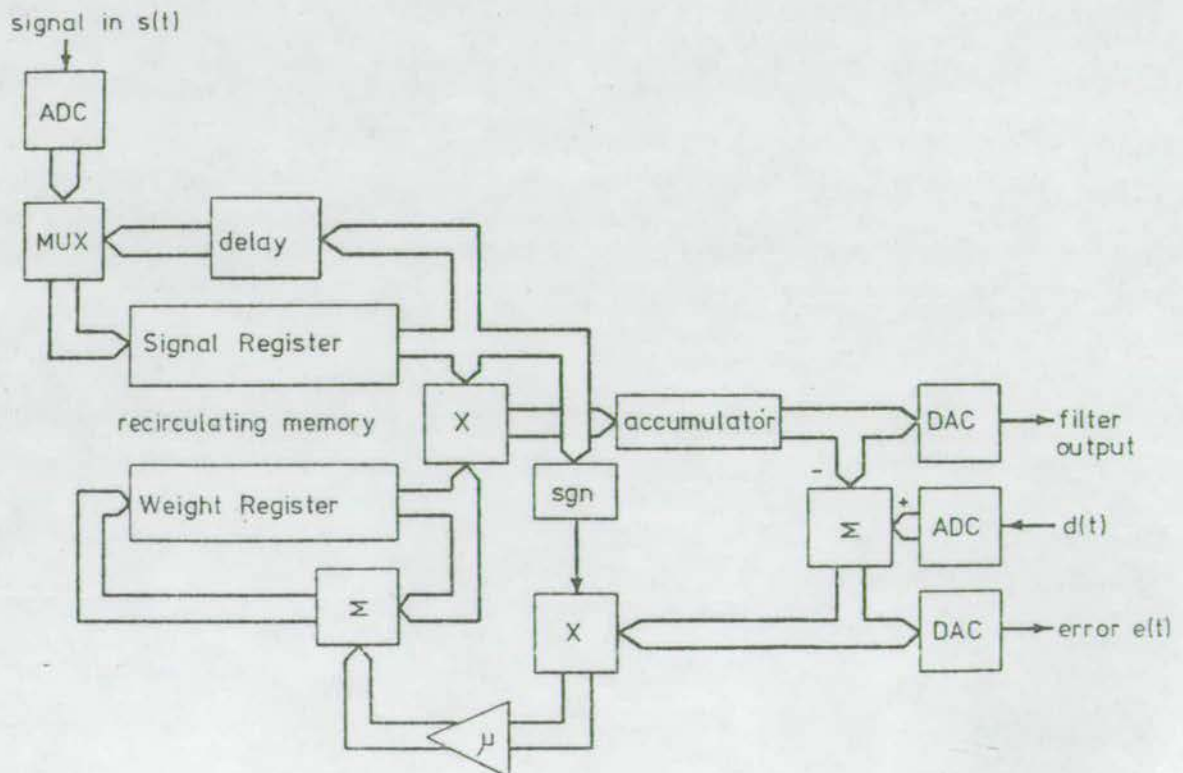 signal in s(t)
ADC
MUX
delay
Signal Register
recirculating memory
X
accumulator
DAC
filter
output
Weight Register
sgn
-
+
Σ
ADC
d(t)
Σ
X
DAC
error e(t)
μ